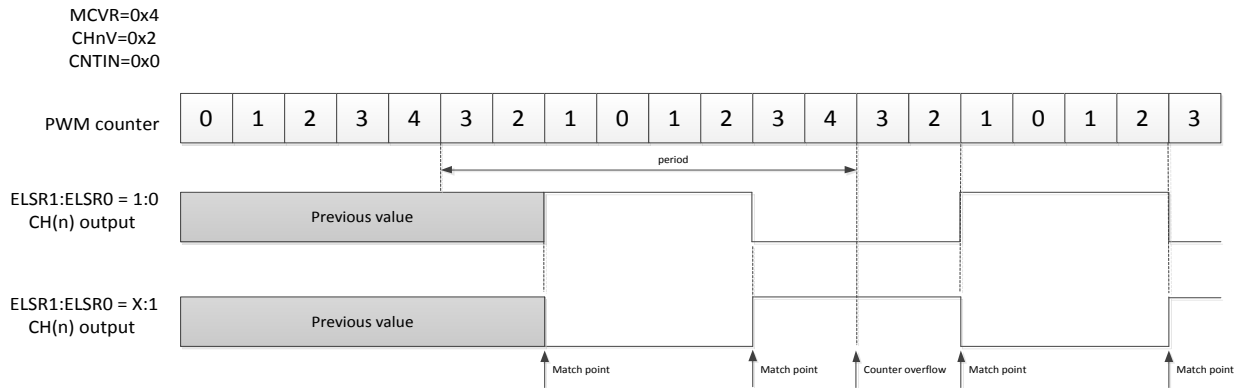 MCVR=0x4
CHnV=0x2
CNTIN=0x0
PWM counter 0 1 2 3 4 3 2 1 0 1 2 3 4 3 2 1 0 1 2 3
period
ELSR1:ELSR0 = 1:0
CH(n) output
Previous value
ELSR1:ELSR0 = X:1
CH(n) output
Previous value
Match point Match point Counter overflow Match point Match point